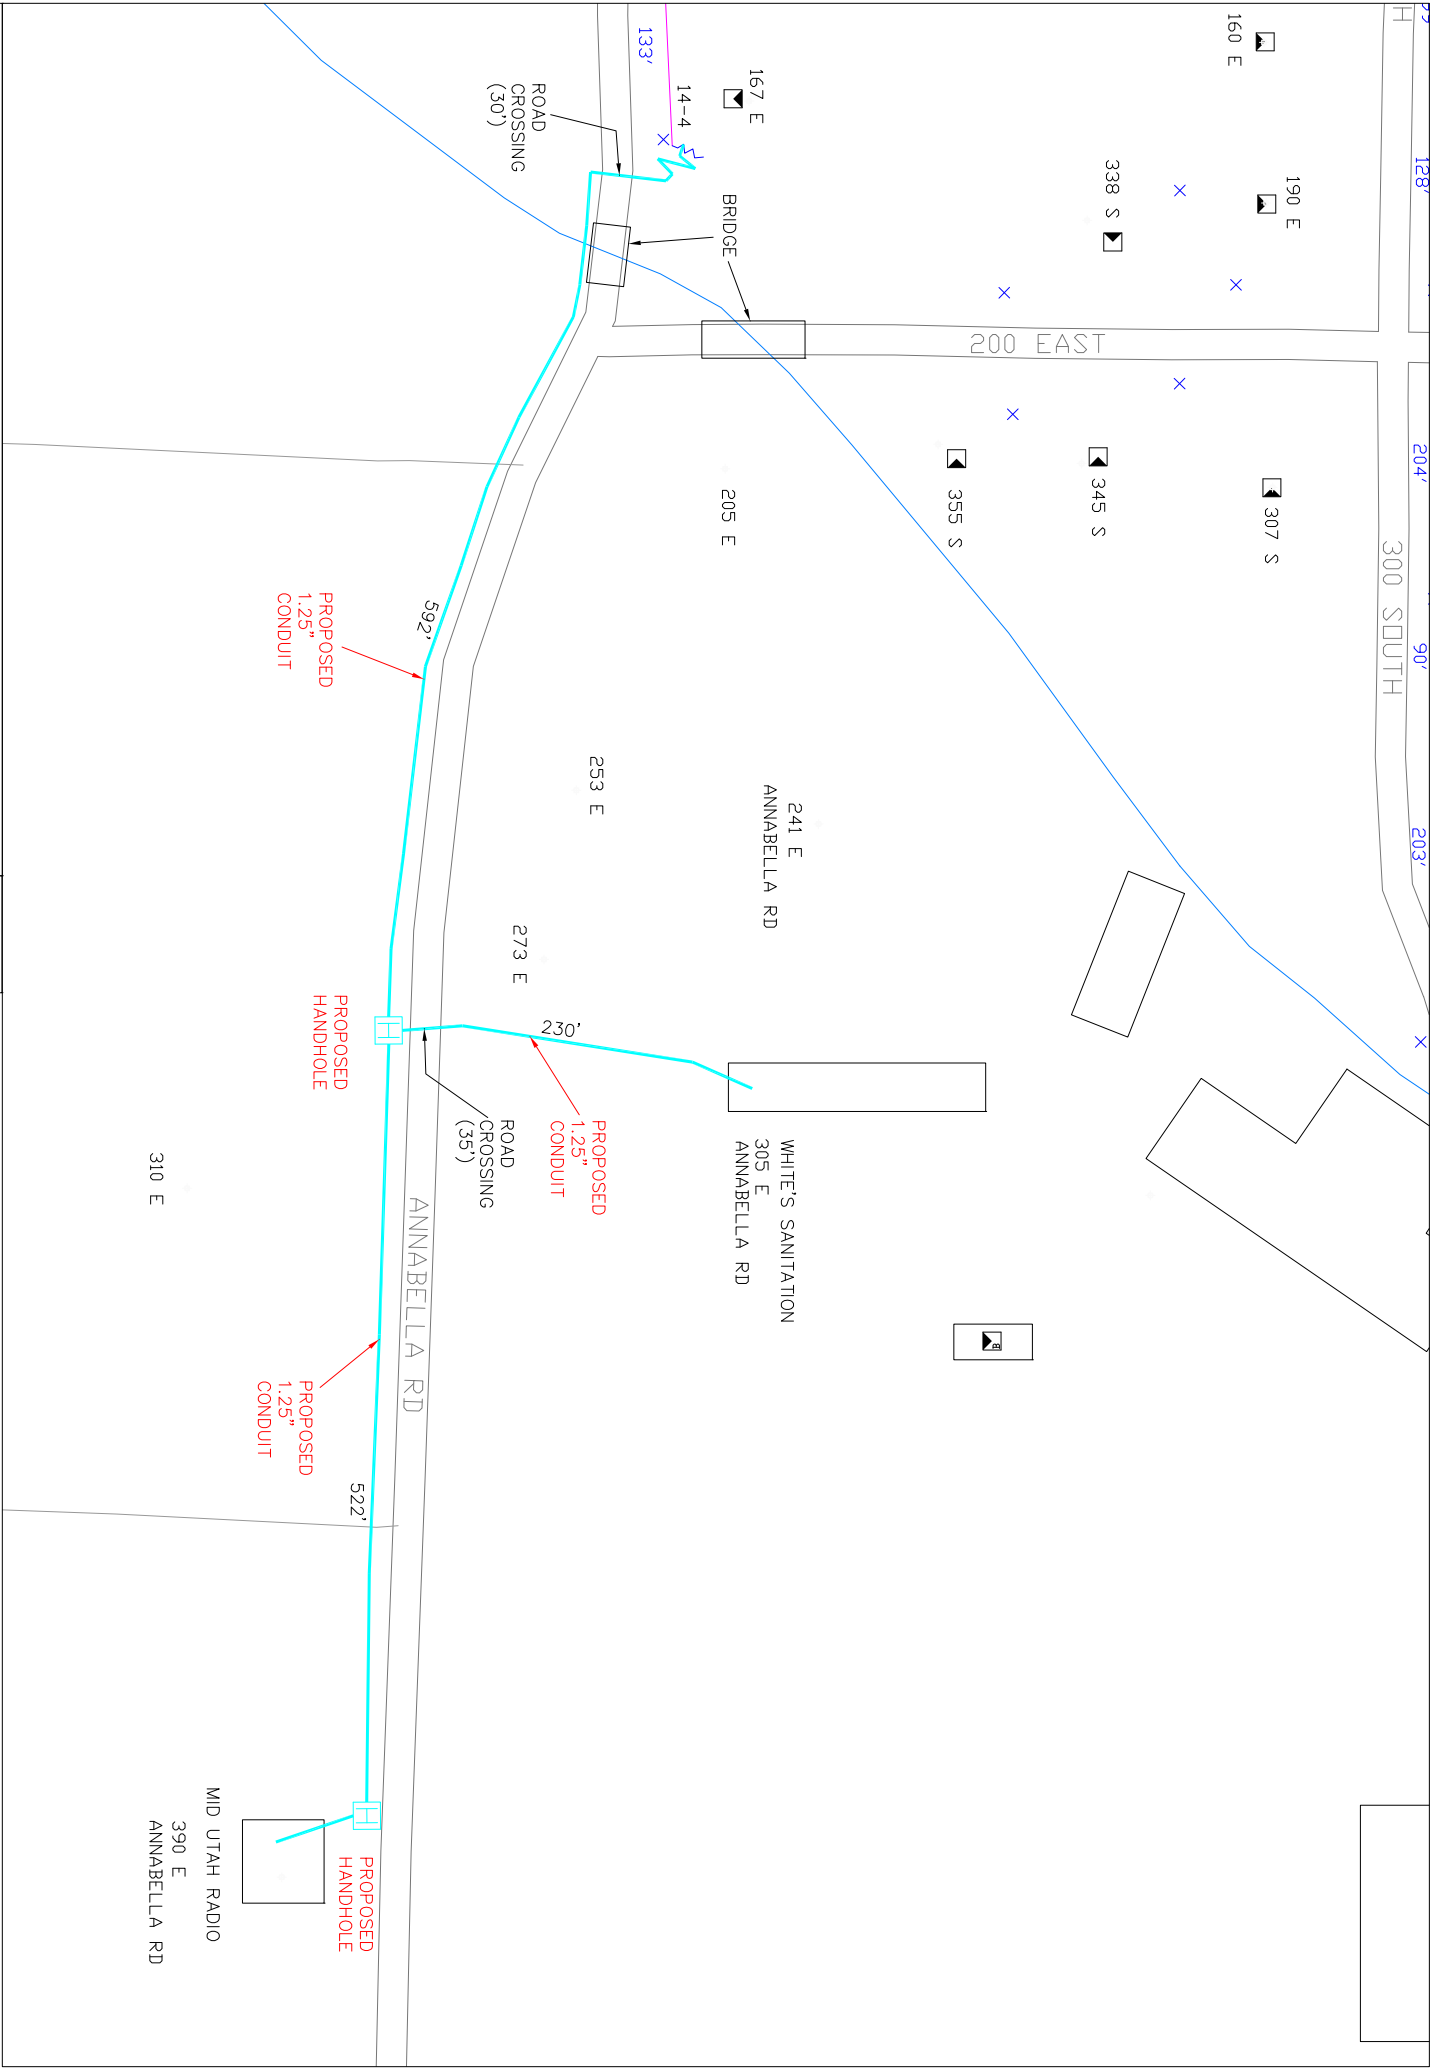 160 E
190 E
338 S
167 E
14-4
133'
128'
204'
90'
203'
H
ROAD
CROSSING
(30')
BRIDGE
200 EAST
300 SOUTH
307 S
345 S
355 S
205 E
592'
PROPOSED
1.25"
CONDUIT
253 E
241 E
ANNABELLA RD
273 E
230'
H
PROPOSED
HANDHOLE
ROAD
CROSSING
(35')
PROPOSED
1.25"
CONDUIT
WHITE'S SANITATION
305 E
ANNABELLA RD
B
310 E
ANNABELLA RD
PROPOSED
1.25"
CONDUIT
522'
H
PROPOSED
HANDHOLE
MID UTAH RADIO
390 E
ANNABELLA RD